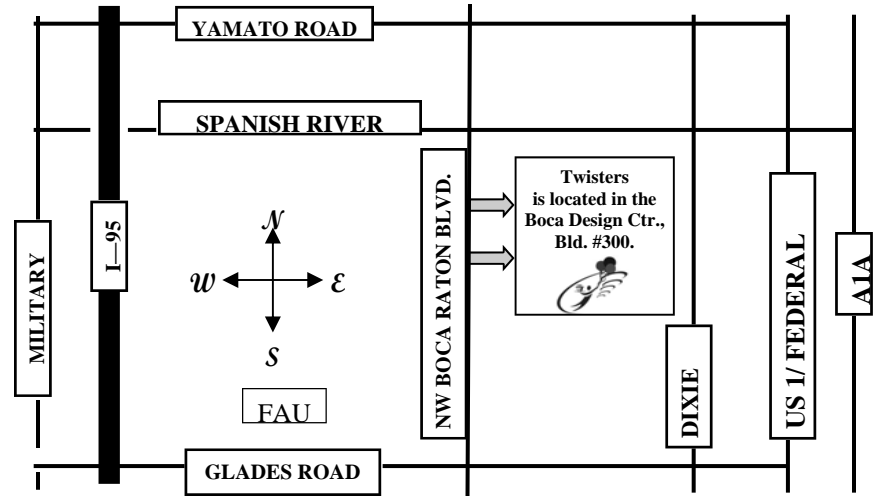 YAMATO ROAD
SPANISH RIVER
Twisters
is located in the
Boca Design Ctr.,
Bld. #300.
NW BOCA RATON BLVD.
I—95
MILITARY
N
W
E
S
US 1/ FEDERAL
A1A
DIXIE
FAU
GLADES ROAD